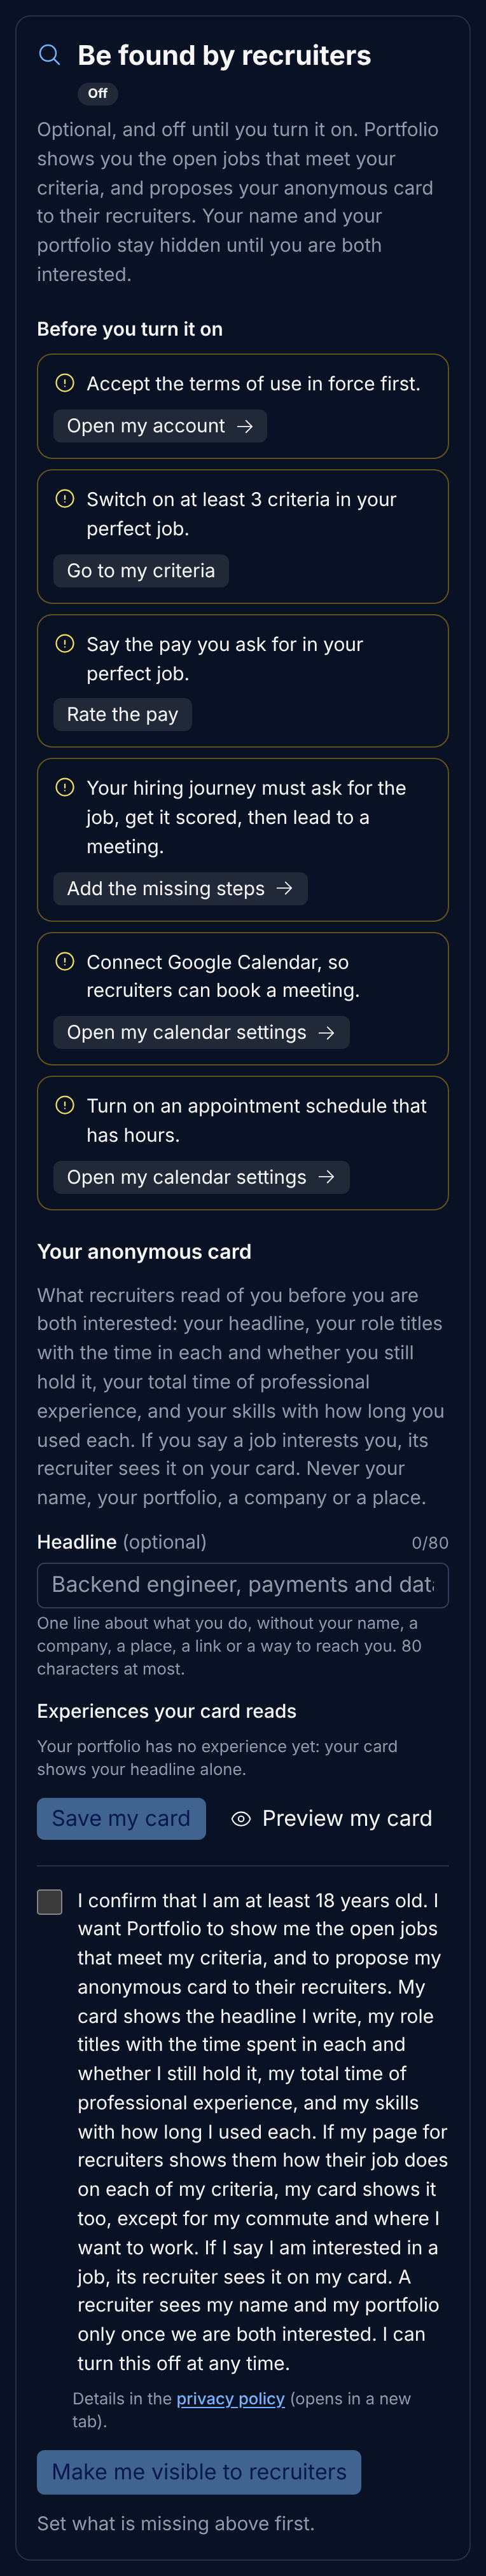 Be found by recruiters
Off
Optional, and off until you turn it on. Portfolio
shows you the open jobs that meet your
criteria, and proposes your anonymous card
to their recruiters. Your name and your
portfolio stay hidden until you are both
interested.
Before you turn it on
Accept the terms of use in force first.
Open my account →
Switch on at least 3 criteria in your
perfect job.
Go to my criteria
Say the pay you ask for in your
perfect job.
Rate the pay
Your hiring journey must ask for the
job, get it scored, then lead to a
meeting.
Add the missing steps →
Connect Google Calendar, so
recruiters can book a meeting.
Open my calendar settings →
Turn on an appointment schedule that
has hours.
Open my calendar settings →
Your anonymous card
What recruiters read of you before you are
both interested: your headline, your role titles
with the time in each and whether you still
hold it, your total time of professional
experience, and your skills with how long you
used each. If you say a job interests you, its
recruiter sees it on your card. Never your
name, your portfolio, a company or a place.
Headline (optional) 0/80
Backend engineer, payments and data
One line about what you do, without your name, a
company, a place, a link or a way to reach you. 80
characters at most.
Experiences your card reads
Your portfolio has no experience yet: your card
shows your headline alone.
Save my card Preview my card
I confirm that I am at least 18 years old. I
want Portfolio to show me the open jobs
that meet my criteria, and to propose my
anonymous card to their recruiters. My
card shows the headline I write, my role
titles with the time spent in each and
whether I still hold it, my total time of
professional experience, and my skills
with how long I used each. If my page for
recruiters shows them how their job does
on each of my criteria, my card shows it
too, except for my commute and where I
want to work. If I say I am interested in a
job, its recruiter sees it on my card. A
recruiter sees my name and my portfolio
only once we are both interested. I can
turn this off at any time.
Details in the privacy policy (opens in a new
tab).
Make me visible to recruiters
Set what is missing above first.